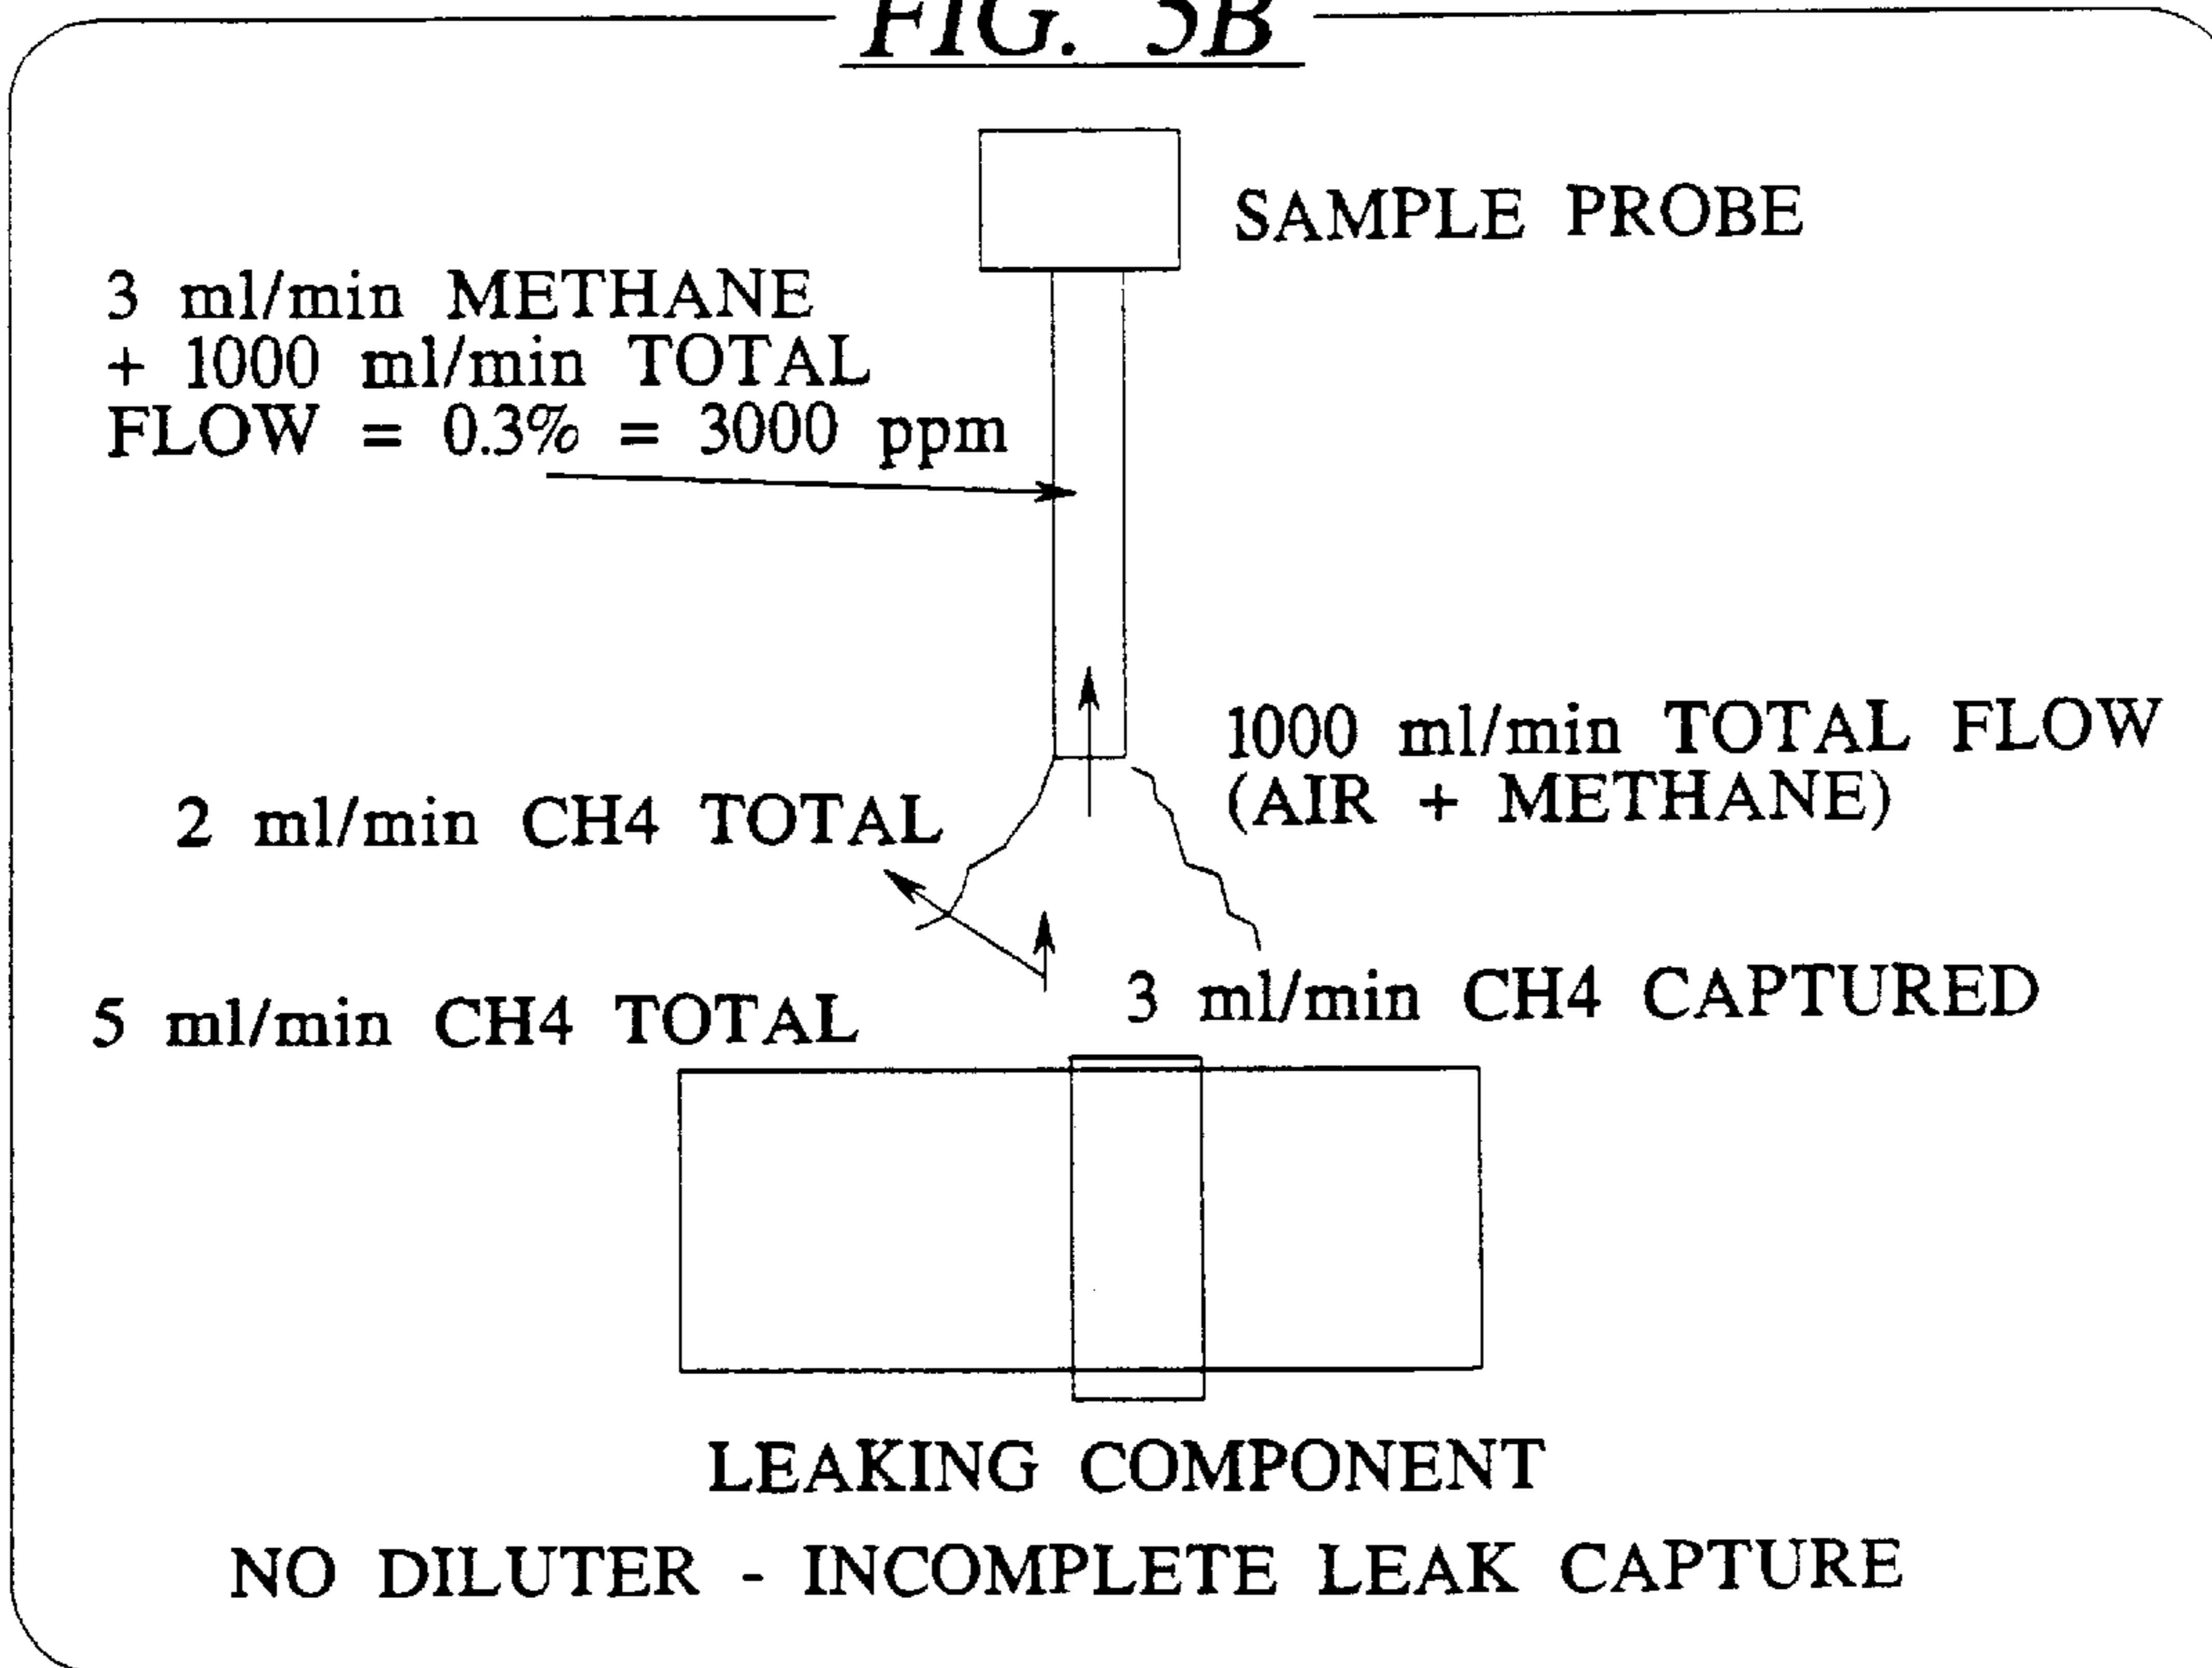 FIG. 5B
SAMPLE PROBE
3 ml/min METHANE
+ 1000 ml/min TOTAL
FLOW = 0.3% = 3000 ppm
1000 ml/min TOTAL FLOW
(AIR + METHANE)
2 ml/min CH4 TOTAL
3 ml/min CH4 CAPTURED
5 ml/min CH4 TOTAL
LEAKING COMPONENT
NO DILUTER - INCOMPLETE LEAK CAPTURE